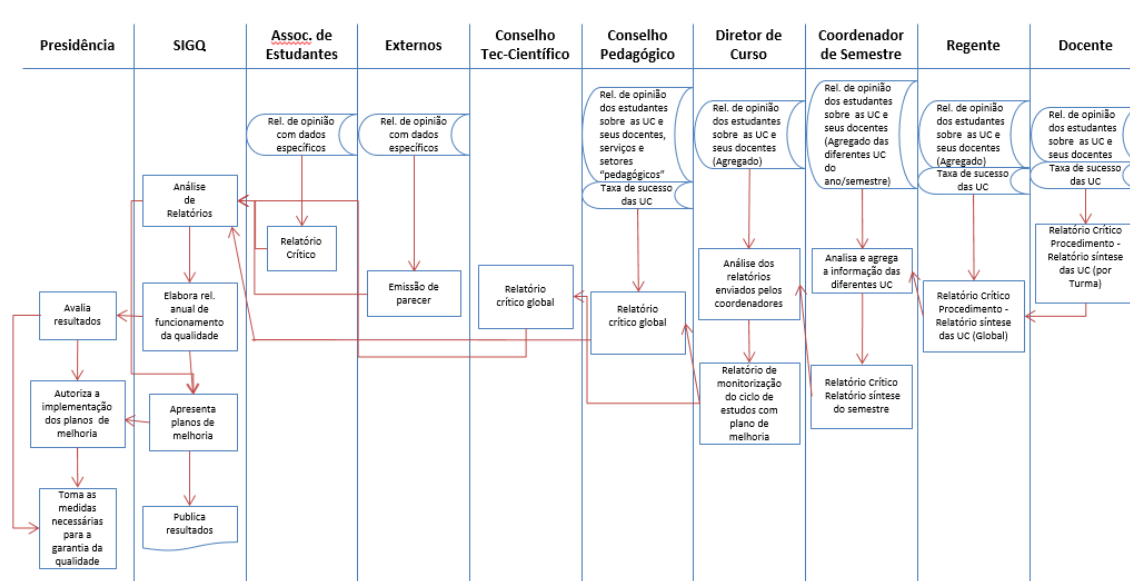 Presidência
SIGQ
Assoc. de
Estudantes
Externos
Conselho
Tec-Científico
Conselho
Pedagógico
Diretor de
Curso
Coordenador
de Semestre
Regente
Docente
Avalia
resultados
Autoriza a
implementação
dos planos de
melhoria
Toma as
medidas
necessárias
para a
garantia da
qualidade
Análise
de
Relatórios
Elabora rel.
anual de
funcionamento
da qualidade
Apresenta
planos de
melhoria
Publica
resultados
Rel. de opinião
com dados
específicos
Relatório
Crítico
Rel. de opinião
com dados
específicos
Emissão de
parecer
Relatório
crítico global
Rel. de opinião
dos estudantes
sobre as UC e
seus docentes,
serviços e
setores
"pedagógicos"
Taxa de sucesso
das UC
Relatório
crítico global
Rel. de opinião
dos estudantes
sobre as UC e
seus docentes
(Agregado)
Análise dos
relatórios
enviados pelos
coordenadores
Relatório de
monitorização
do ciclo de
estudos com
plano de
melhoria
Rel. de opinião
dos estudantes
sobre as UC e
seus docentes
(Agregado das
diferentes UC
do
ano/semestre)
Analisa e agrega
a informação das
diferentes UC
Relatório Crítico
Relatório síntese
do semestre
Rel. de opinião
dos estudantes
sobre as UC e
seus docentes
(Agregado)
Taxa de sucesso
das UC
Relatório Crítico
Procedimento -
Relatório síntese
das UC (Global)
Rel. de opinião
dos estudantes
sobre as UC e
seus docentes
Taxa de sucesso
das UC
Relatório Crítico
Procedimento -
Relatório síntese
das UC (por
Turma)